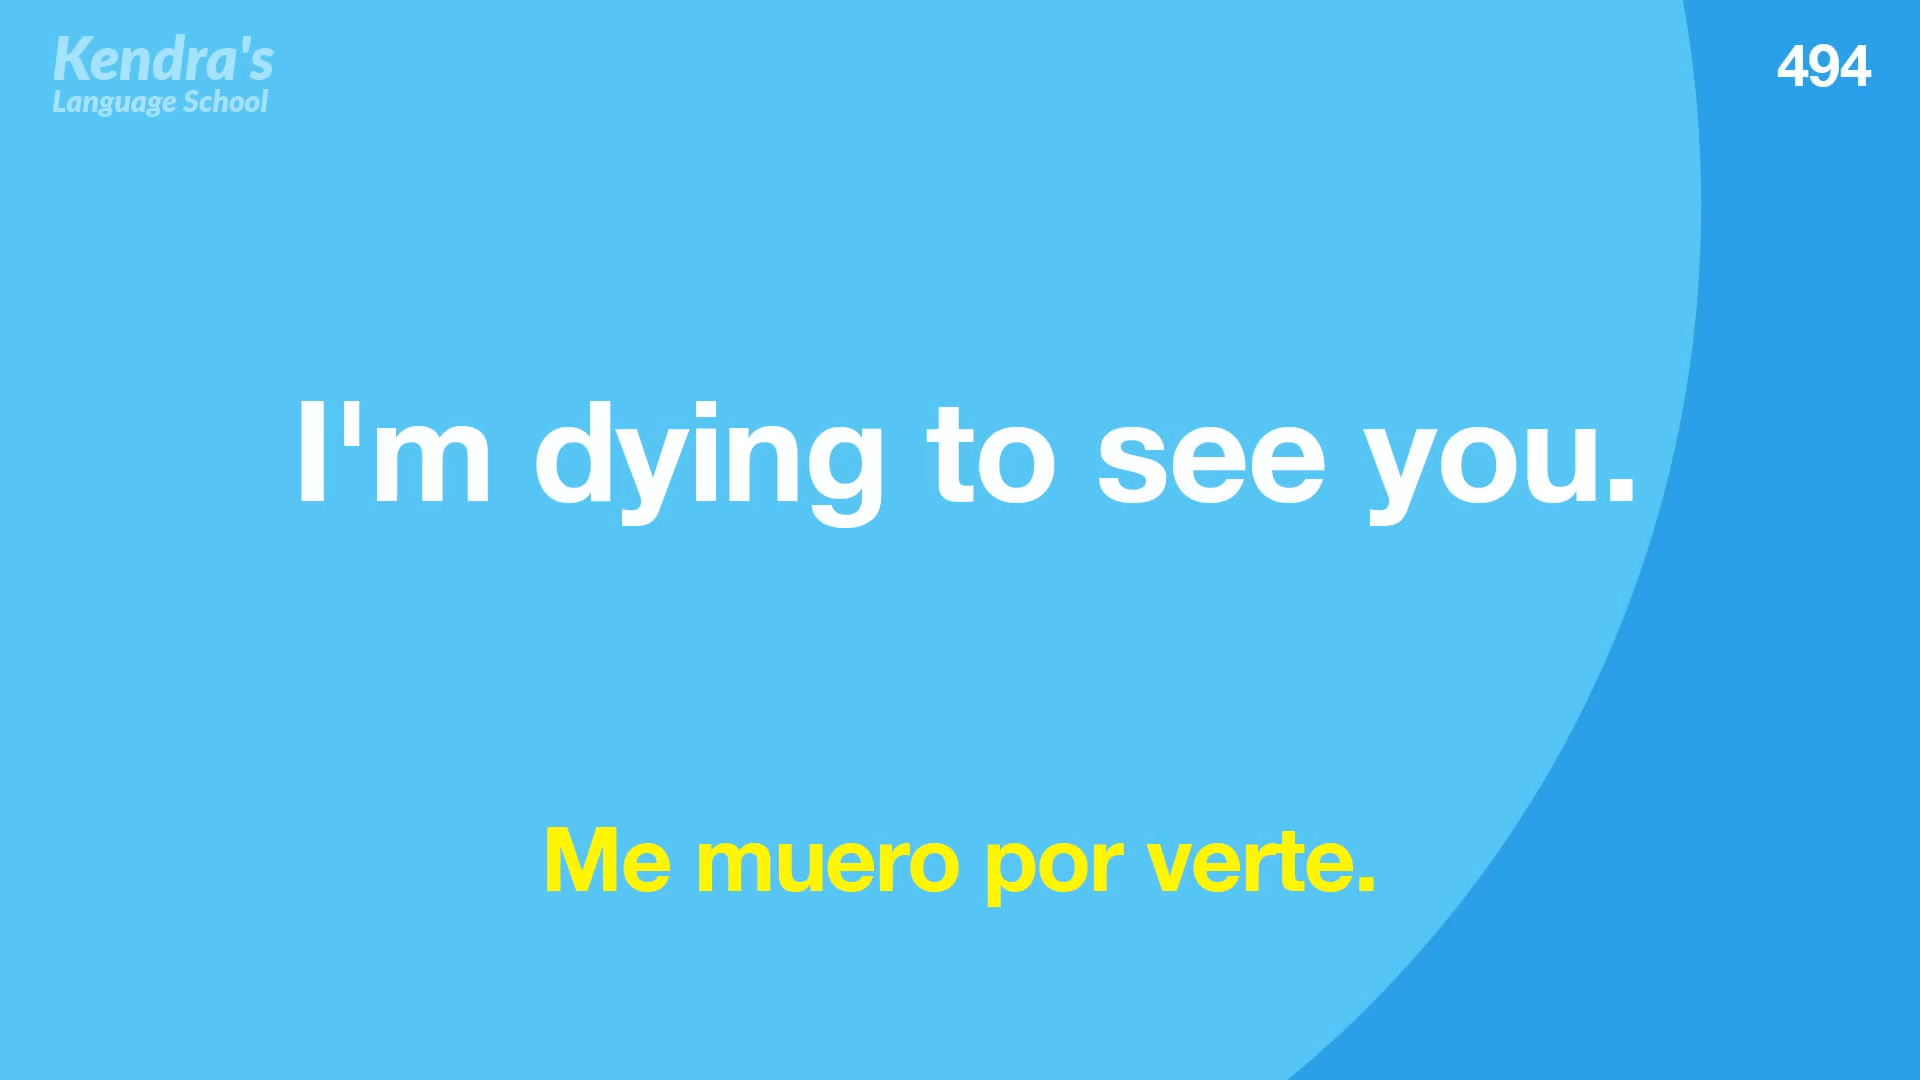 Kendra's
Language School
494
I'm dying to see you.
Me muero por verte.